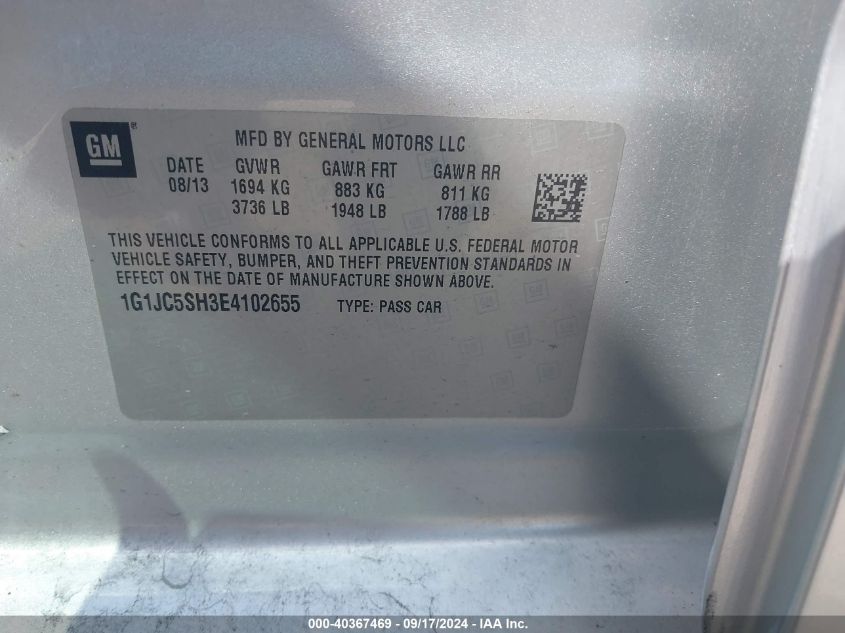 GM ®
MFD BY GENERAL MOTORS LLC
DATE GVWR GAWR FRT GAWR RR
08/13 1694 KG 883 KG 811 KG
3736 LB 1948 LB 1788 LB
THIS VEHICLE CONFORMS TO ALL APPLICABLE U.S. FEDERAL MOTOR
VEHICLE SAFETY, BUMPER, AND THEFT PREVENTION STANDARDS IN
EFFECT ON THE DATE OF MANUFACTURE SHOWN ABOVE.
1G1JC5SH3E4102655 TYPE: PASS CAR
000-40367469 - 09/17/2024 - IAA Inc.